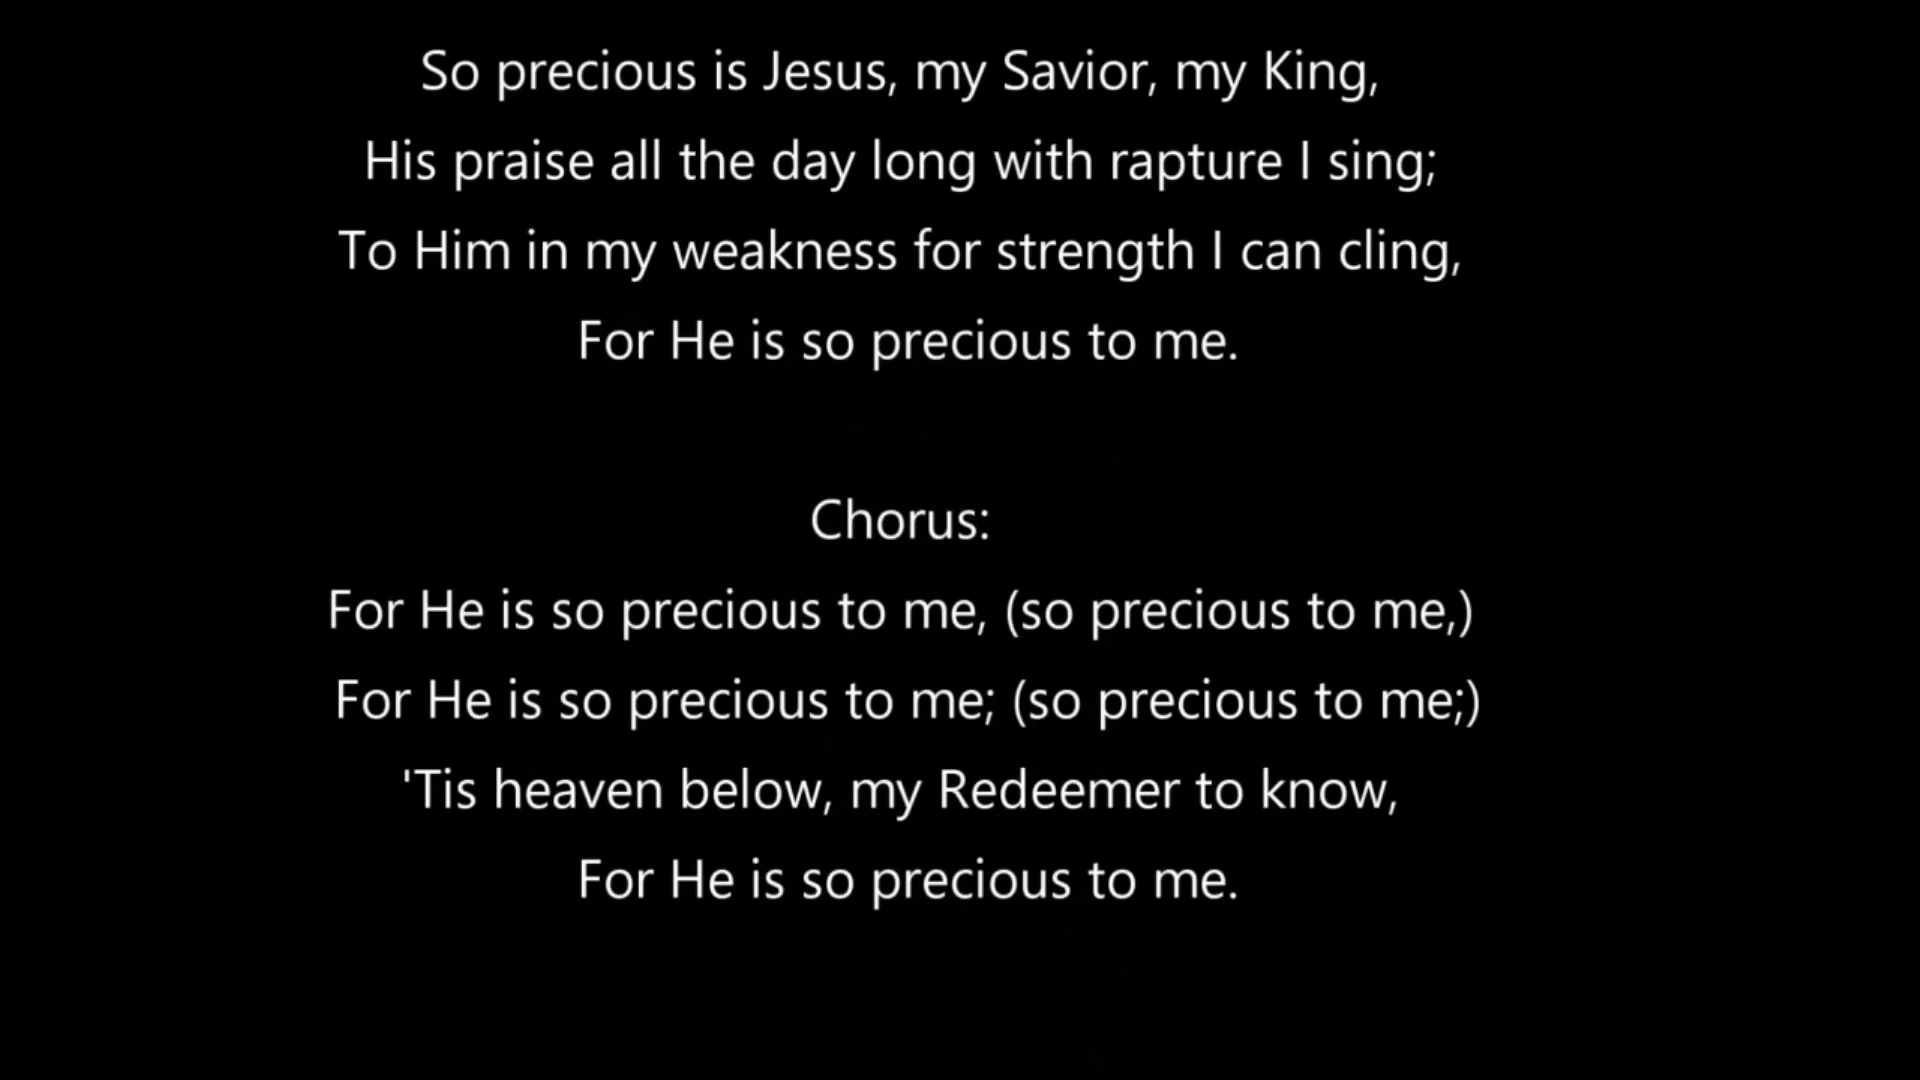 So precious is Jesus, my Savior, my King,
His praise all the day long with rapture I sing;
To Him in my weakness for strength I can cling,
For He is so precious to me.
Chorus:
For He is so precious to me, (so precious to me,)
For He is so precious to me; (so precious to me;)
'Tis heaven below, my Redeemer to know,
For He is so precious to me.